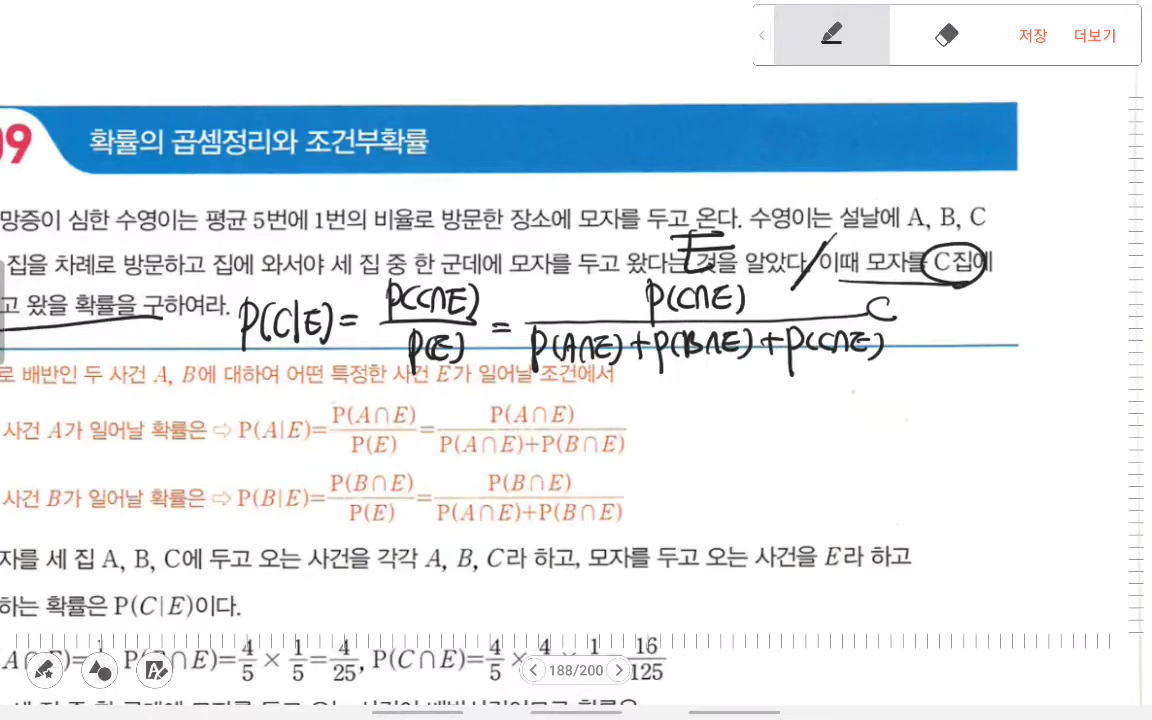 저장 더보기
09 확률의 곱셈정리와 조건부확률
망증이 심한 수영이는 평균 5번에 1번의 비율로 방문한 장소에 모자를 두고 온다. 수영이는 설날에 A, B, C
집을 차례로 방문하고 집에 와서야 세 집 중 한 군데에 모자를 두고 왔다는 것을 알았다. 이때 모자를 C집에
고 왔을 확률을 구하여라.
E
P(C|E) = P(C∩E)/P(E) = P(C∩E)/(P(A∩E)+P(B∩E)+P(C∩E))
C
로 배반인 두 사건 A, B에 대하여 어떤 특정한 사건 E가 일어날 조건에서
사건 A가 일어날 확률은 ⇨ P(A|E)=P(A∩E)/P(E)=P(A∩E)/(P(A∩E)+P(B∩E))
사건 B가 일어날 확률은 ⇨ P(B|E)=P(B∩E)/P(E)=P(B∩E)/(P(A∩E)+P(B∩E))
자를 세 집 A, B, C에 두고 오는 사건을 각각 A, B, C라 하고, 모자를 두고 오는 사건을 E라 하고
하는 확률은 P(C|E)이다.
∩E)=4/5×1/5=4/25, P(C∩E)=4/5× 16/125
188/200